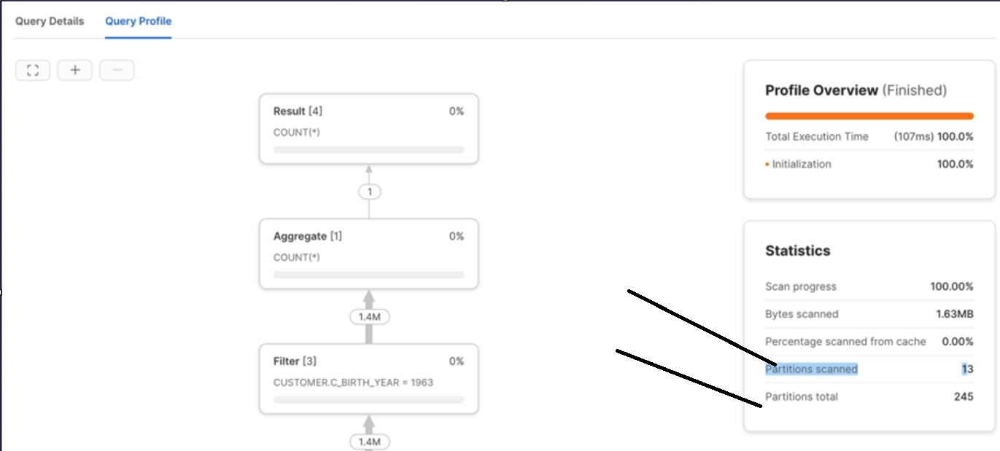 Query Details Query Profile
Result [4] 0%
COUNT(*)
1
Aggregate [1] 0%
COUNT(*)
1.4M
Filter [3] 0%
CUSTOMER.C_BIRTH_YEAR = 1963
1.4M
Profile Overview (Finished)
Total Execution Time (107ms) 100.0%
Initialization 100.0%
Statistics
Scan progress 100.00%
Bytes scanned 1.63MB
Percentage scanned from cache 0.00%
Partitions scanned 13
Partitions total 245